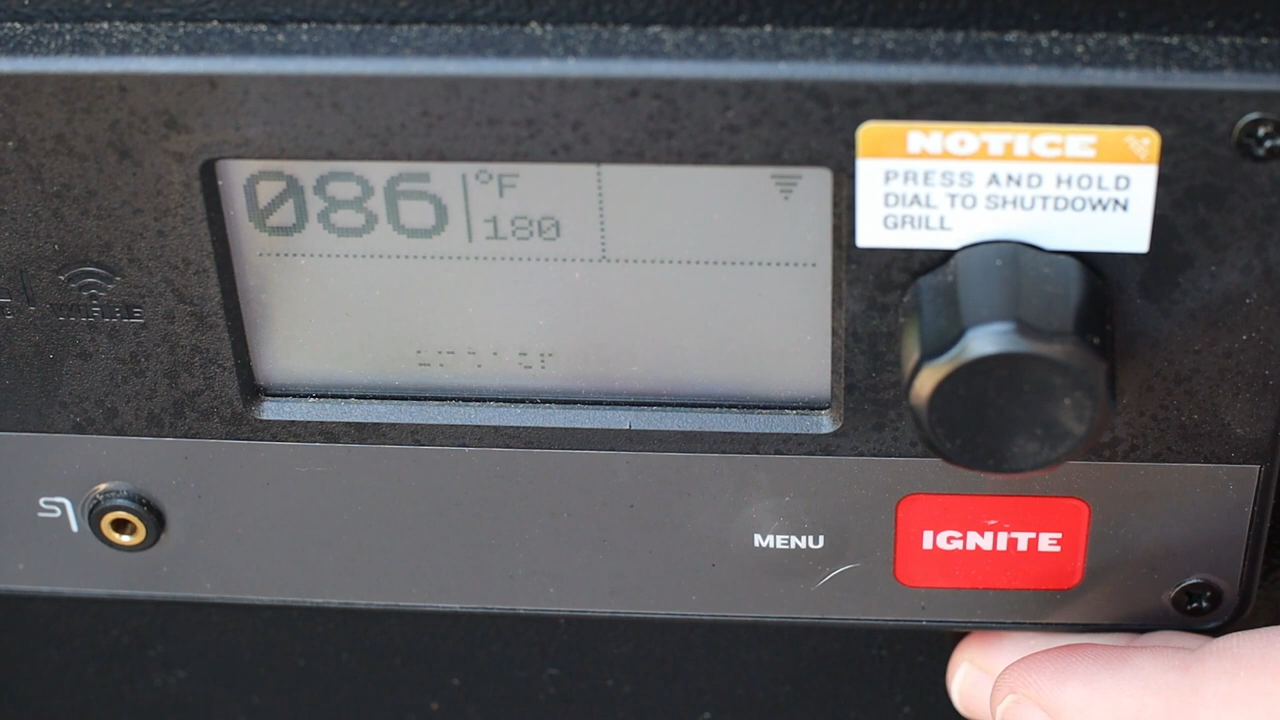 NOTICE
PRESS AND HOLD
DIAL TO SHUTDOWN
GRILL
086 °F
180
WiFIRE
MENU
IGNITE